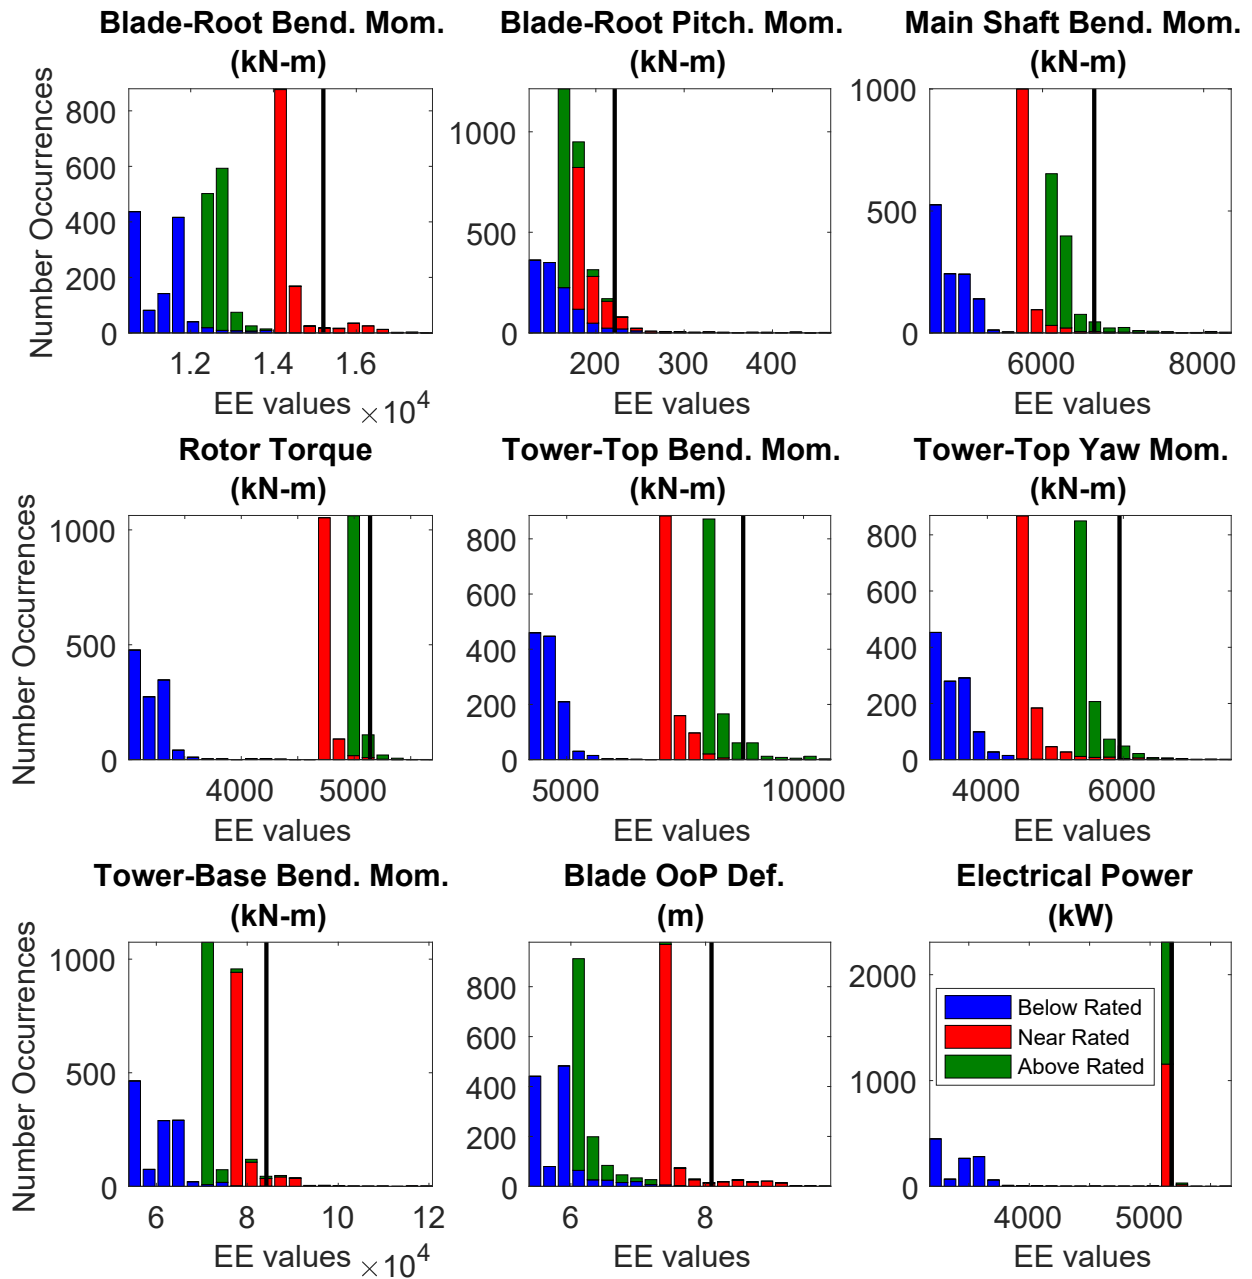 Blade-Root Bend. Mom.
(kN-m)
Blade-Root Pitch. Mom.
(kN-m)
Main Shaft Bend. Mom.
(kN-m)
Number Occurrences
800
600
400
200
0
1.2
1.4
1.6
EE values
×10⁴
1000
500
0
200
300
400
EE values
1000
500
0
6000
8000
EE values
Rotor Torque
(kN-m)
Tower-Top Bend. Mom.
(kN-m)
Tower-Top Yaw Mom.
(kN-m)
Number Occurrences
1000
500
0
4000
5000
EE values
800
600
400
200
0
5000
10000
EE values
800
600
400
200
0
4000
6000
EE values
Tower-Base Bend. Mom.
(kN-m)
Blade OoP Def.
(m)
Electrical Power
(kW)
Number Occurrences
1000
500
0
6
8
10
12
EE values
×10⁴
800
600
400
200
0
6
8
EE values
2000
1000
0
4000
5000
EE values
Below Rated
Near Rated
Above Rated